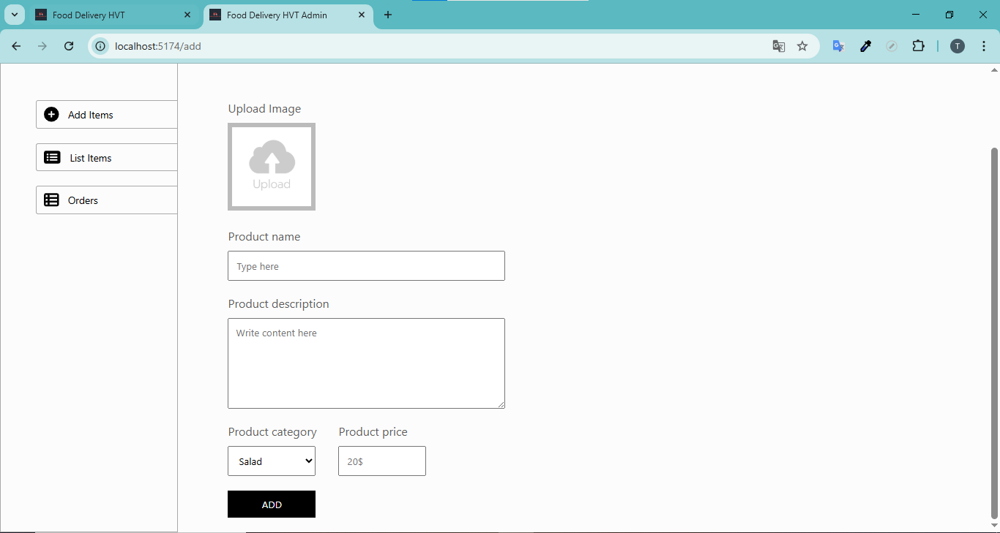 Food Delivery HVT
Food Delivery HVT Admin
localhost:5174/add
T
Add Items
List Items
Orders
Upload Image
Upload
Product name
Type here
Product description
Write content here
Product category Product price
Salad 20$
ADD